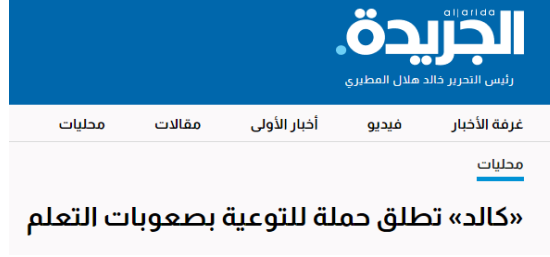 aljarida
الجريدة.
رئيس التحرير خالد هلال المطيري
غرفة الأخبار فيديو أخبار الأولى مقالات محليات
محليات
«كالد» تطلق حملة للتوعية بصعوبات التعلم